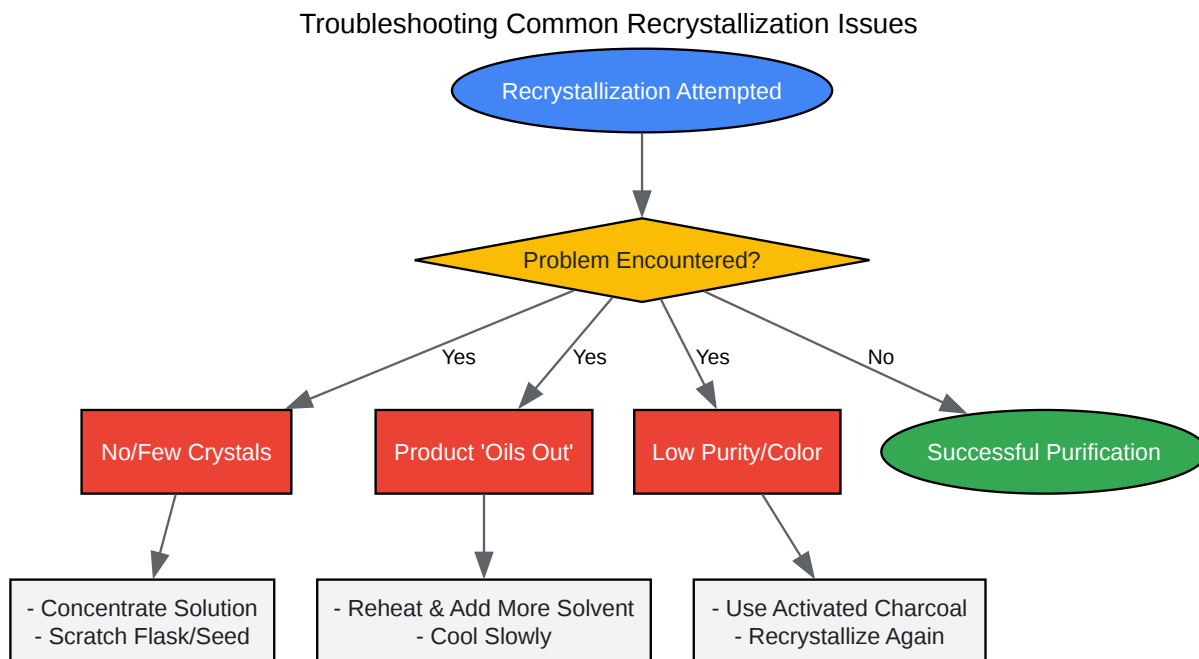 Troubleshooting Common Recrystallization Issues
Recrystallization Attempted
Problem Encountered?
Yes
Yes
Yes
No
No/Few Crystals
Product 'Oils Out'
Low Purity/Color
Successful Purification
- Concentrate Solution
- Scratch Flask/Seed
- Reheat & Add More Solvent
- Cool Slowly
- Use Activated Charcoal
- Recrystallize Again